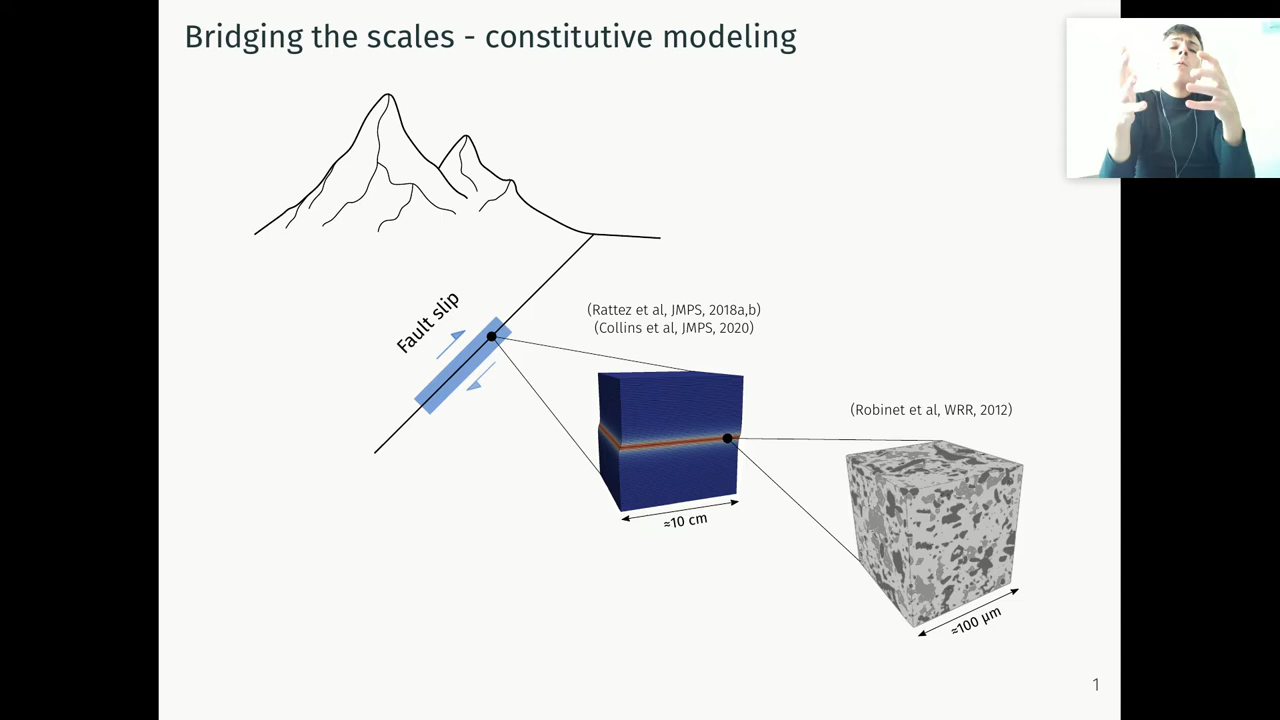 Bridging the scales - constitutive modeling
Fault slip
(Rattez et al, JMPS, 2018a,b)
(Collins et al, JMPS, 2020)
(Robinet et al, WRR, 2012)
≈10 cm
≈100 µm
1